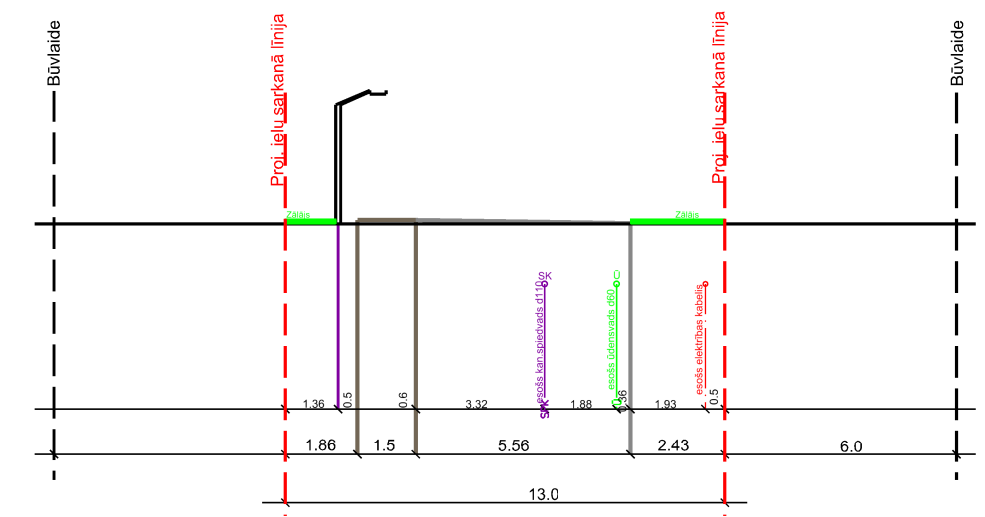 Būvlaide
Proj. ielu sarkanā līnija
Proj. ielu sarkanā līnija
Būvlaide
Zālājs
Zālājs
SK
Ū
esošs kan.spiedvads d110
esošs ūdensvads d60
esošs elektrības kabelis
1.36
0.5
0.6
3.32
1.88
0.36
1.93
0.5
1.86
1.5
5.56
2.43
6.0
13.0